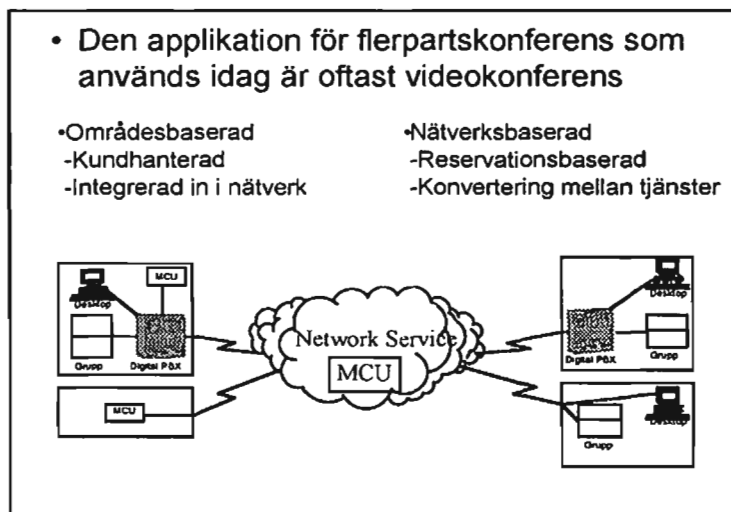 • Den applikation för flerpartskonferens som
används idag är oftast videokonferens
•Områdesbaserad
-Kundhanterad
-Integrerad in i nätverk
•Nätverksbaserad
-Reservationsbaserad
-Konvertering mellan tjänster
MCU
Desktop
Grupp
Digital PBX
MCU
Network Service
MCU
Desktop
Digital PBX
Grupp
Desktop
Grupp